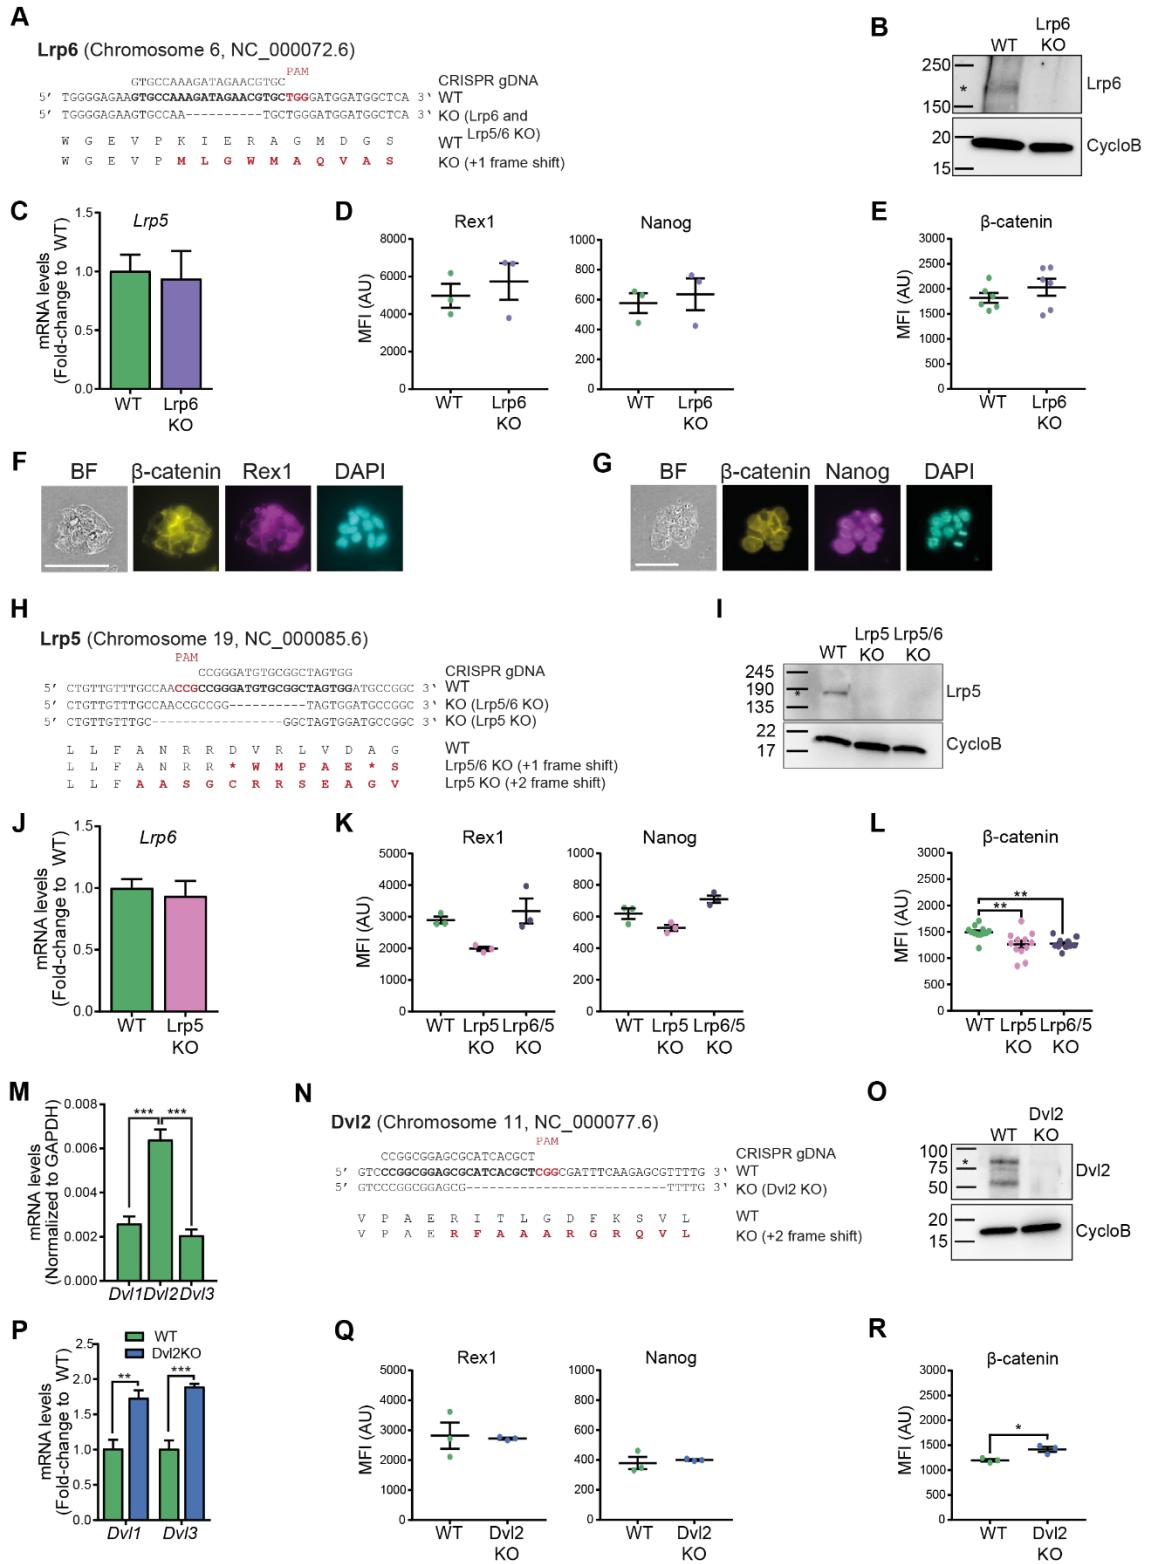 A
Lrp6 (Chromosome 6, NC_000072.6)
PAM
GTGCCAAAGATAGAACGTGC CRISPR gDNA
5′ TGGGGAGAAGTGCCAAAGATAGAACGTGCTGGGATGGATGGCTCA 3‘ WT
5′ TGGGGAGAAGTGCCAA----------TGCTGGGATGGATGGCTCA 3‘ KO (Lrp6 and Lrp5/6 KO)
W G E V P K I E R A G M D G S WT
W G E V P M L G W M A Q V A S KO (+1 frame shift)
B
WT Lrp6 KO
250
* Lrp6
150
20 CycloB
15
C
Lrp5
mRNA levels (Fold-change to WT)
1.5
1.0
0.5
0.0
WT Lrp6 KO
D
Rex1
MFI (AU)
8000
6000
4000
2000
0
WT Lrp6 KO
Nanog
1000
800
600
400
200
0
WT Lrp6 KO
E
β-catenin
MFI (AU)
3000
2500
2000
1500
1000
500
0
WT Lrp6 KO
F
BF β-catenin Rex1 DAPI
G
BF β-catenin Nanog DAPI
H
Lrp5 (Chromosome 19, NC_000085.6)
PAM
CCGGGATGTGCGGCTAGTGG CRISPR gDNA
5′ CTGTTGTTTGCCAACCGCCGGGATGTGCGGCTAGTGGATGCCGGC 3‘ WT
5′ CTGTTGTTTGCCAACCGCCGG----------TAGTGGATGCCGGC 3‘ KO (Lrp5/6 KO)
5′ CTGTTGTTTGC-----------------GGCTAGTGGATGCCGGC 3‘ KO (Lrp5 KO)
L L F A N R R D V R L V D A G WT
L L F A N R R * W M P A E * S Lrp5/6 KO (+1 frame shift)
L L F A A S G C R R S E A G V Lrp5 KO (+2 frame shift)
I
WT Lrp5 KO Lrp5/6 KO
245
190
* Lrp5
135
22
17 CycloB
J
Lrp6
mRNA levels (Fold-change to WT)
1.5
1.0
0.5
0.0
WT Lrp5 KO
K
Rex1
MFI (AU)
5000
4000
3000
2000
1000
0
WT Lrp5 KO Lrp6/5 KO
Nanog
1000
800
600
400
200
0
WT Lrp5 KO Lrp6/5 KO
L
β-catenin
MFI (AU)
3000
2500
2000
1500
1000
500
0
**
**
WT Lrp5 KO Lrp6/5 KO
M
mRNA levels (Normalized to GAPDH)
0.008
0.006
0.004
0.002
0.000
*** ***
Dvl1 Dvl2 Dvl3
N
Dvl2 (Chromosome 11, NC_000077.6)
PAM
CCGGCGGAGCGCATCACGCT CRISPR gDNA
5′ GTCCCGGCGGAGCGCATCACGCTCGGCGATTTCAAGAGCGTTTTG 3‘ WT
5′ GTCCCGGCGGAGCG--------------------------TTTTG 3‘ KO (Dvl2 KO)
V P A E R I T L G D F K S V L WT
V P A E R F A A A R G R Q V L KO (+2 frame shift)
O
WT Dvl2 KO
100
* Dvl2
75
50
20
15 CycloB
P
WT
Dvl2KO
mRNA levels (Fold-change to WT)
2.5
2.0
1.5
1.0
0.5
0.0
** ***
Dvl1 Dvl3
Q
Rex1
MFI (AU)
5000
4000
3000
2000
1000
0
WT Dvl2 KO
Nanog
1000
800
600
400
200
0
WT Dvl2 KO
R
β-catenin
MFI (AU)
3000
2500
2000
1500
1000
500
0
*
WT Dvl2 KO